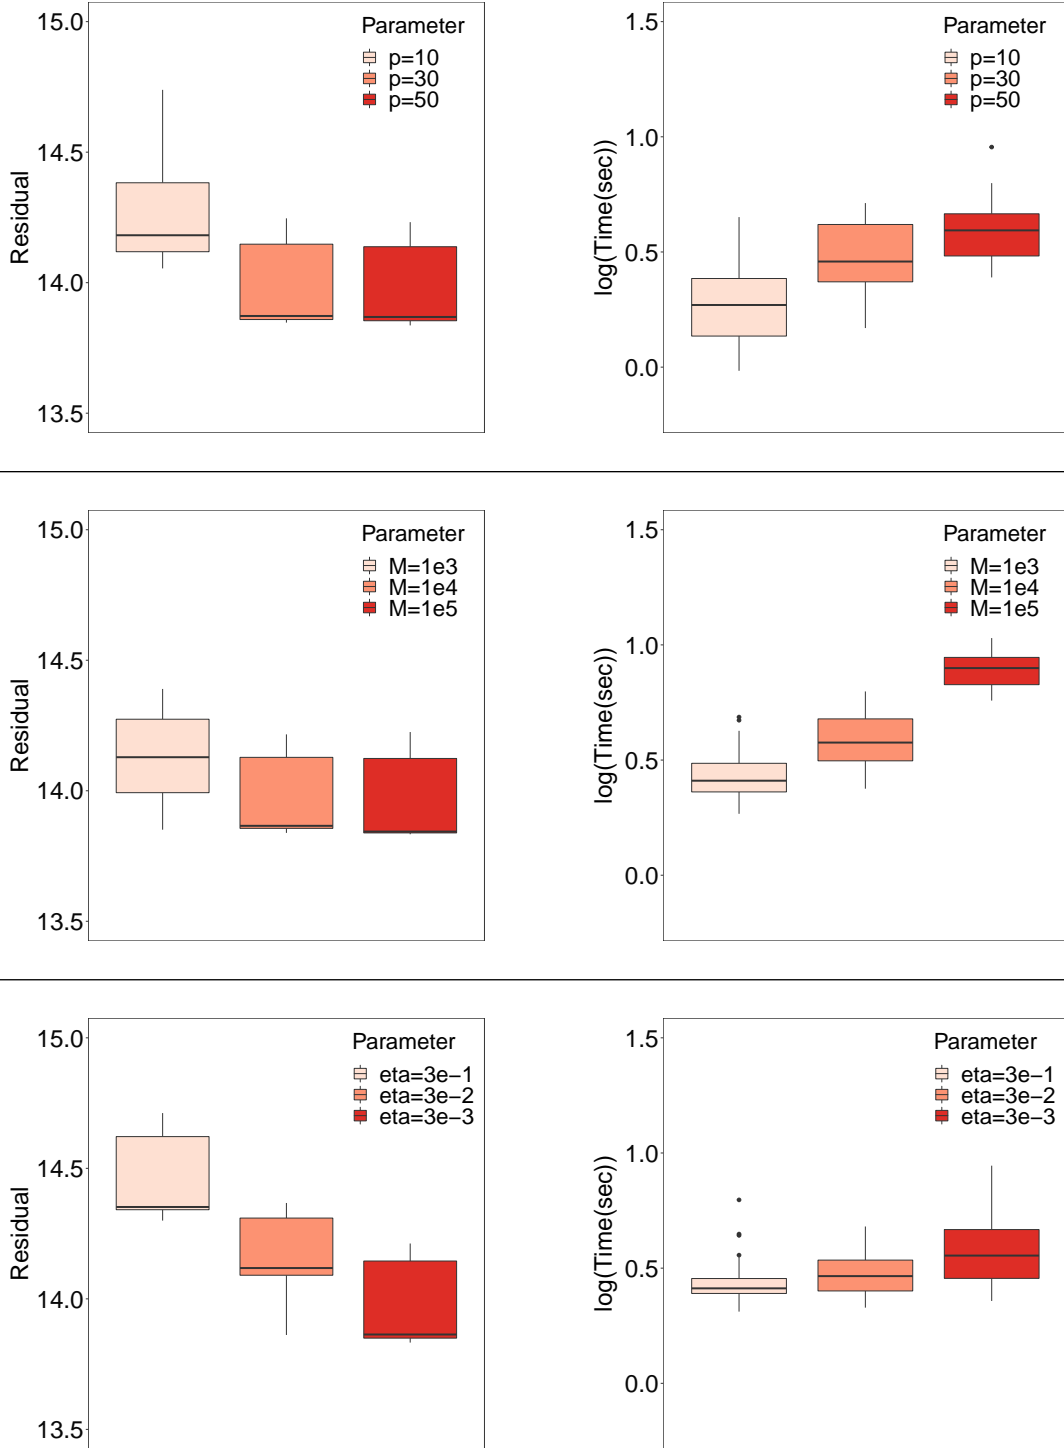 15.0
14.5
14.0
13.5
Residual
Parameter
p=10
p=30
p=50
1.5
1.0
0.5
0.0
log(Time(sec))
Parameter
p=10
p=30
p=50
15.0
14.5
14.0
13.5
Residual
Parameter
M=1e3
M=1e4
M=1e5
1.5
1.0
0.5
0.0
log(Time(sec))
Parameter
M=1e3
M=1e4
M=1e5
15.0
14.5
14.0
13.5
Residual
Parameter
eta=3e−1
eta=3e−2
eta=3e−3
1.5
1.0
0.5
0.0
log(Time(sec))
Parameter
eta=3e−1
eta=3e−2
eta=3e−3